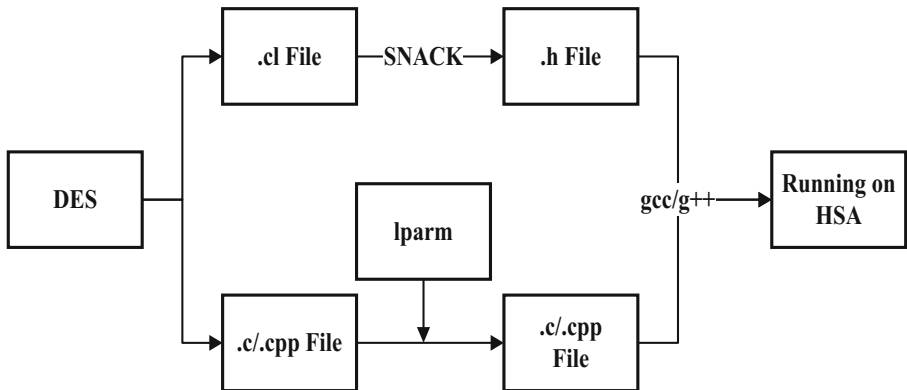 .cl File
SNACK
.h File
DES
lparm
gcc/g++
Running on
HSA
.c/.cpp File
.c/.cpp
File